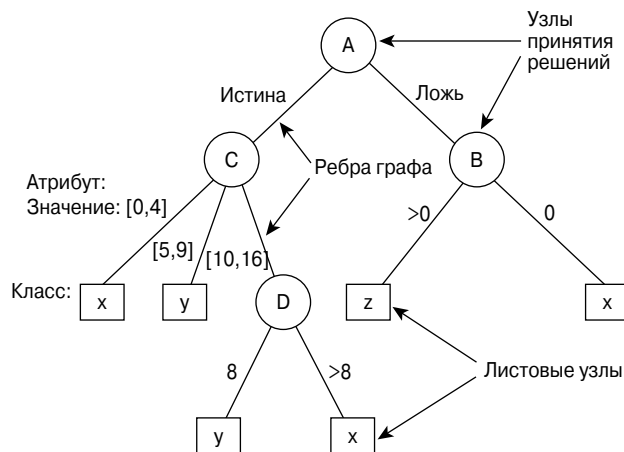 Узлы
принятия
решений
A
Истина
Ложь
C
Ребра графа
B
Атрибут:
Значение: [0,4]
[5,9]
[10,16]
>0
0
Класс:
x
y
D
z
x
8
>8
Листовые узлы
y
x